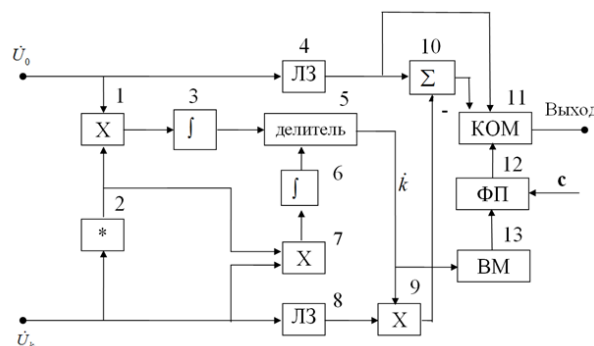 U̇₀
4
ЛЗ
10
Σ
1
X
3
∫
5
делитель
-
11
КОМ
Выход
12
ФП
с
2
*
∫
6
k̇
7
X
13
ВМ
9
8
ЛЗ
X
U̇ₖ